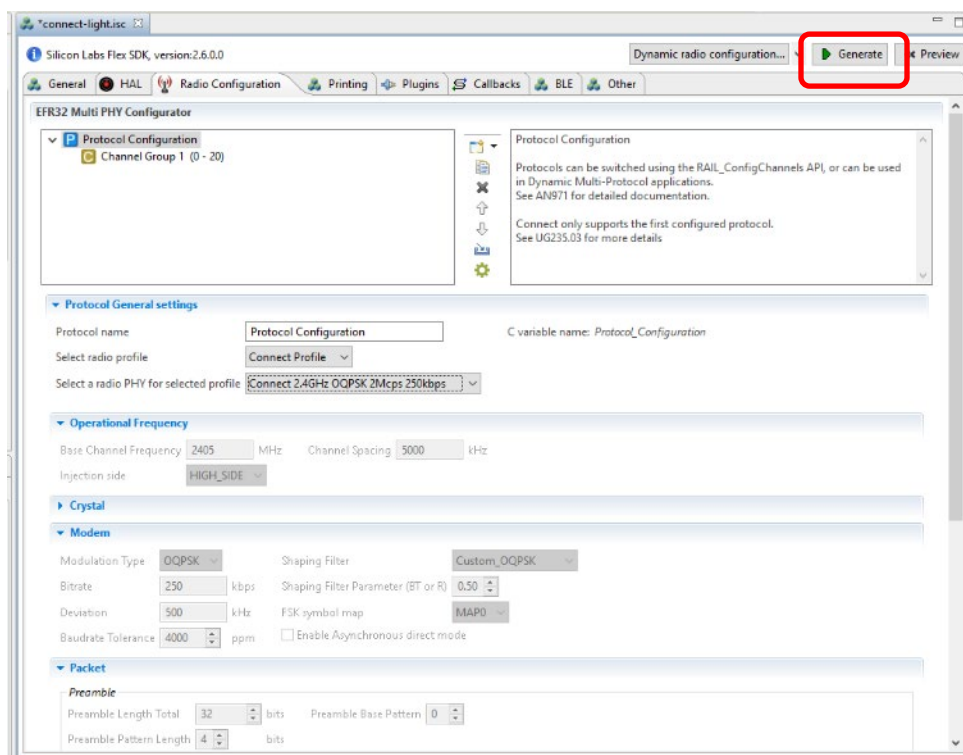 *connect-light.isc
Silicon Labs Flex SDK, version:2.6.0.0
Dynamic radio configuration... Generate Preview
General HAL Radio Configuration Printing Plugins Callbacks BLE Other
EFR32 Multi PHY Configurator
P Protocol Configuration
C Channel Group 1 (0 - 20)
Protocol Configuration
Protocols can be switched using the RAIL_ConfigChannels API, or can be used
in Dynamic Multi-Protocol applications.
See AN971 for detailed documentation.
Connect only supports the first configured protocol.
See UG235.03 for more details
Protocol General settings
Protocol name Protocol Configuration C variable name: Protocol_Configuration
Select radio profile Connect Profile
Select a radio PHY for selected profile Connect 2.4GHz OQPSK 2Mcps 250kbps
Operational Frequency
Base Channel Frequency 2405 MHz Channel Spacing 5000 kHz
Injection side HIGH_SIDE
Crystal
Modem
Modulation Type OQPSK Shaping Filter Custom_OQPSK
Bitrate 250 kbps Shaping Filter Parameter (BT or R) 0.50
Deviation 500 kHz FSK symbol map MAP0
Baudrate Tolerance 4000 ppm Enable Asynchronous direct mode
Packet
Preamble
Preamble Length Total 32 bits Preamble Base Pattern 0
Preamble Pattern Length 4 bits